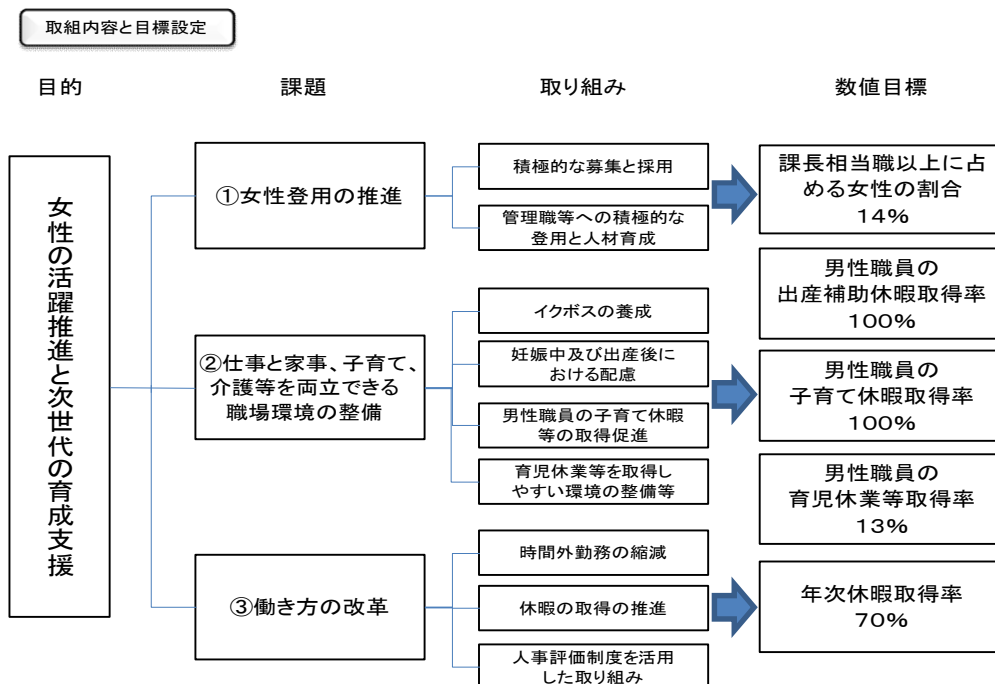 取組内容と目標設定
目的
課題
取り組み
数値目標
女性の活躍推進と次世代の育成支援
①女性登用の推進
積極的な募集と採用
管理職等への積極的な
登用と人材育成
課長相当職以上に占
める女性の割合
14%
②仕事と家事、子育て、
介護等を両立できる
職場環境の整備
イクボスの養成
妊娠中及び出産後に
おける配慮
男性職員の子育て休暇
等の取得促進
育児休業等を取得し
やすい環境の整備等
男性職員の
出産補助休暇取得率
100%
男性職員の
子育て休暇取得率
100%
男性職員の
育児休業等取得率
13%
③働き方の改革
時間外勤務の縮減
休暇の取得の推進
人事評価制度を活用
した取り組み
年次休暇取得率
70%